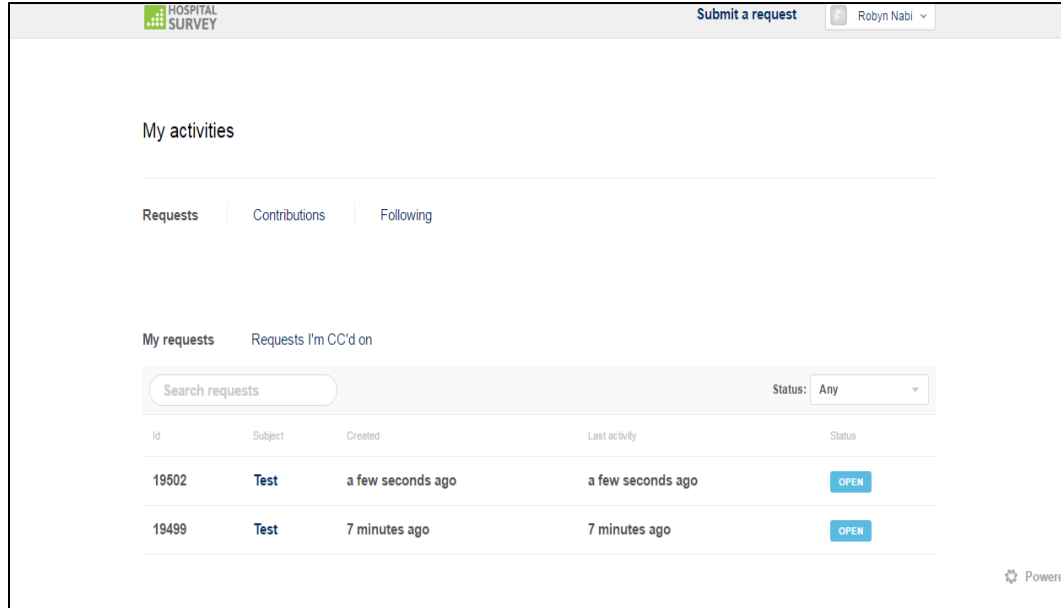 HOSPITAL
SURVEY
Submit a request
Robyn Nabi
My activities
Requests Contributions Following
My requests Requests I'm CC'd on
Search requests
Status: Any
Id Subject Created Last activity Status
19502 Test a few seconds ago a few seconds ago OPEN
19499 Test 7 minutes ago 7 minutes ago OPEN
Powere